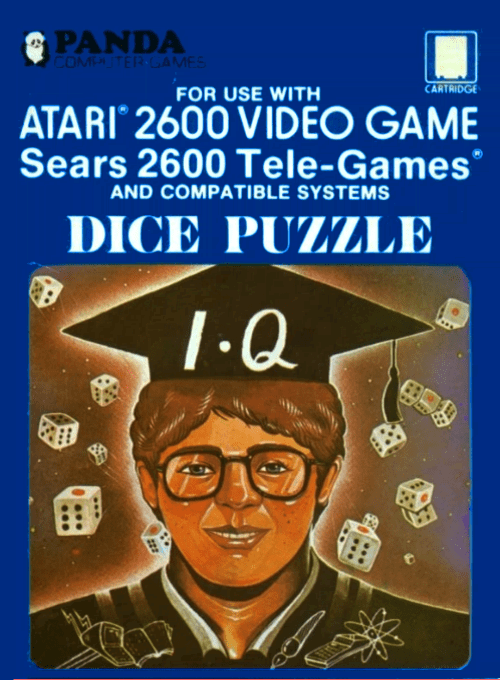 PANDA
COMPUTER GAMES
CARTRIDGE
FOR USE WITH
ATARI® 2600 VIDEO GAME
Sears 2600 Tele-Games®
AND COMPATIBLE SYSTEMS
DICE PUZZLE
I·Q